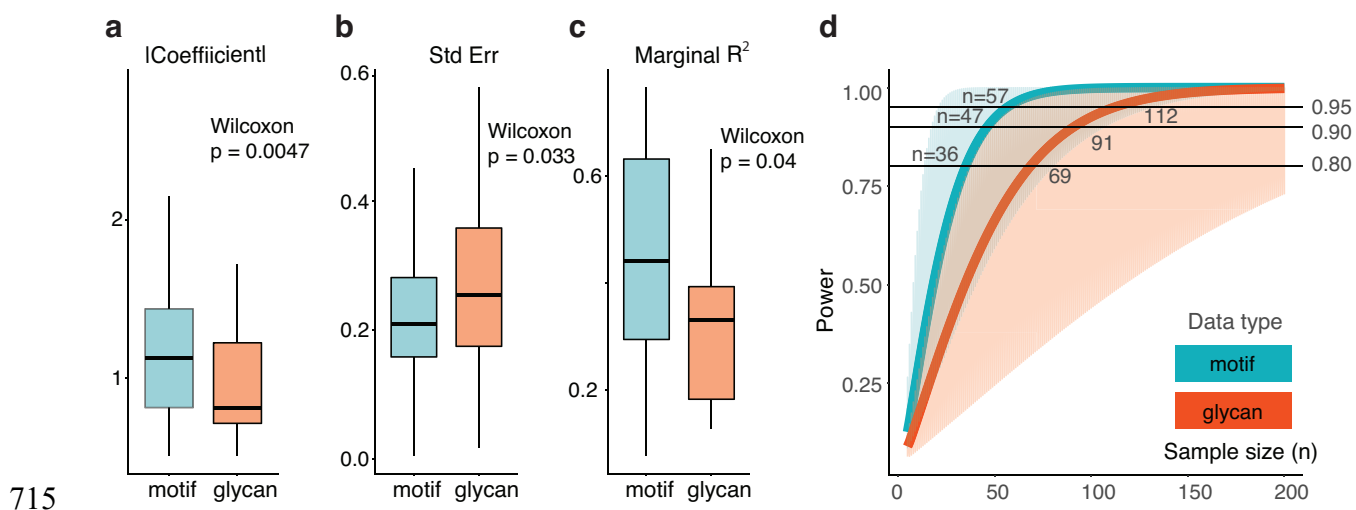 a
|Coeffiicient|
Wilcoxon
p = 0.0047
2
1
motif glycan
b
Std Err
0.6
Wilcoxon
p = 0.033
0.4
0.2
0.0
motif glycan
c
Marginal R²
Wilcoxon
p = 0.04
0.6
0.2
motif glycan
d
Power
1.00
0.75
0.50
0.25
n=57
n=47
n=36
112
91
69
0.95
0.90
0.80
Data type
motif
glycan
Sample size (n)
0 50 100 150 200
715